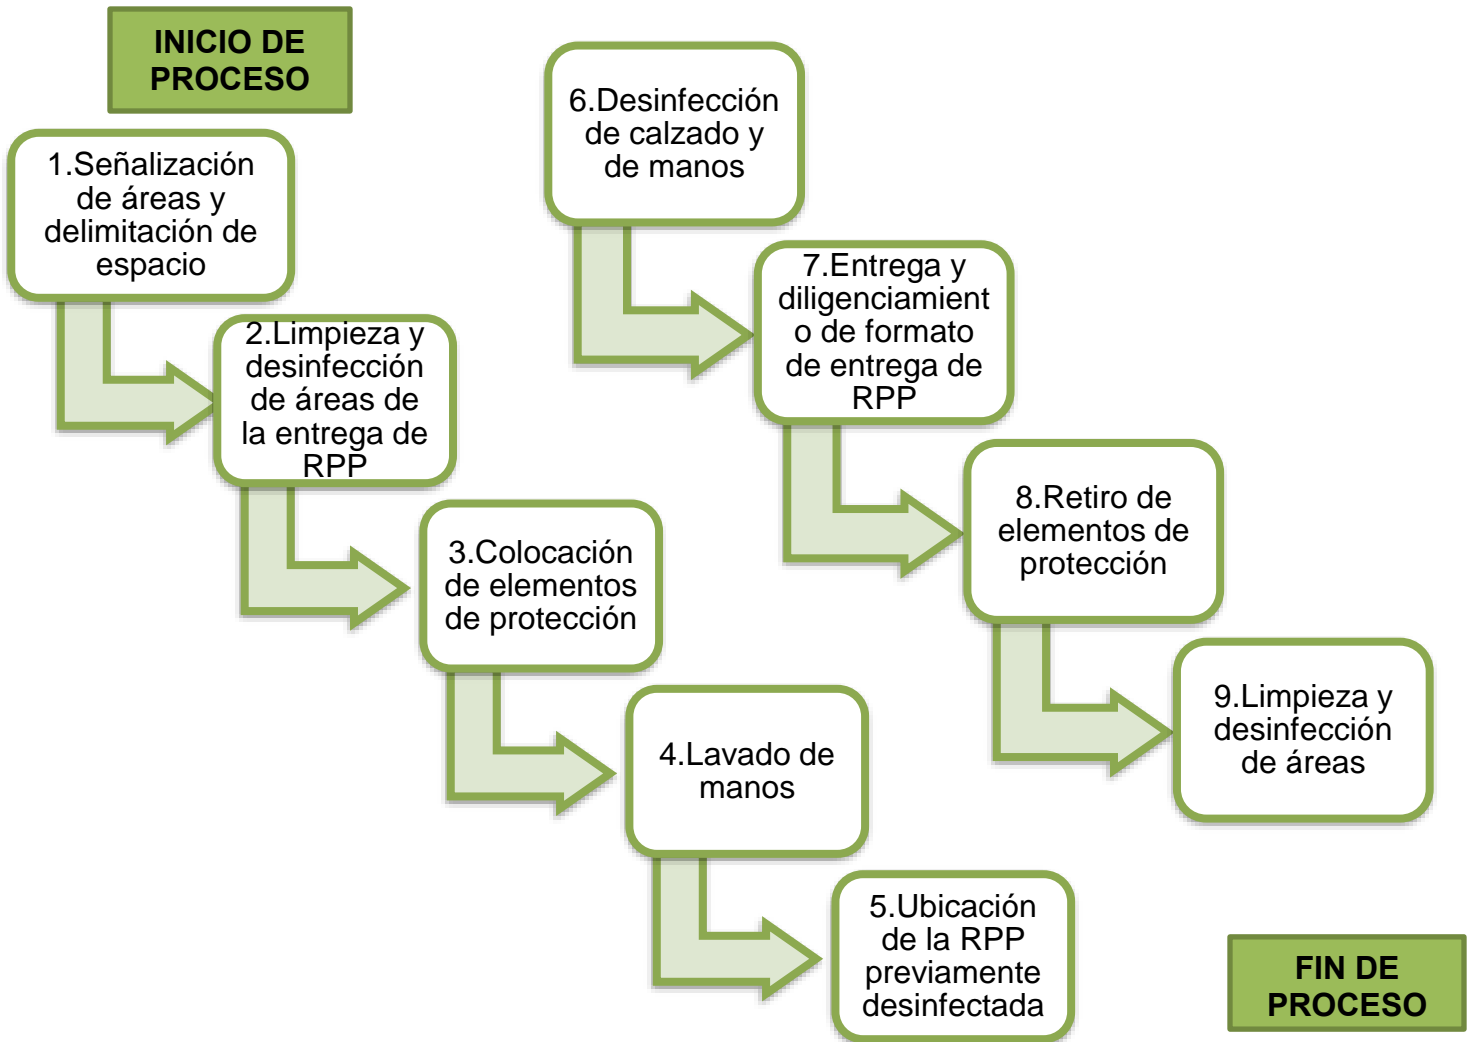 INICIO DE
PROCESO
1.Señalización
de áreas y
delimitación de
espacio
2.Limpieza y
desinfección
de áreas de
la entrega de
RPP
3.Colocación
de elementos
de protección
4.Lavado de
manos
5.Ubicación
de la RPP
previamente
desinfectada
6.Desinfección
de calzado y
de manos
7.Entrega y
diligenciamient
o de formato
de entrega de
RPP
8.Retiro de
elementos de
protección
9.Limpieza y
desinfección
de áreas
FIN DE
PROCESO